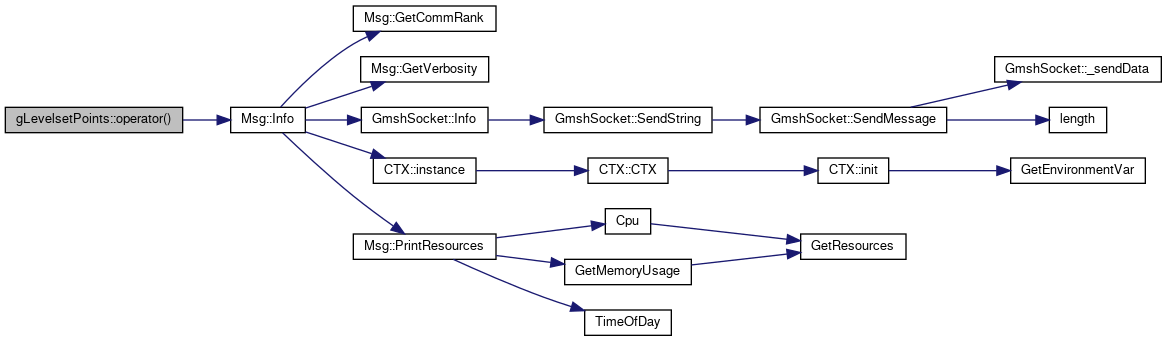 gLevelsetPoints::operator()
Msg::Info
Msg::GetCommRank
Msg::GetVerbosity
GmshSocket::Info
GmshSocket::SendString
GmshSocket::SendMessage
GmshSocket::_sendData
length
CTX::instance
CTX::CTX
CTX::init
GetEnvironmentVar
Msg::PrintResources
Cpu
GetResources
GetMemoryUsage
TimeOfDay